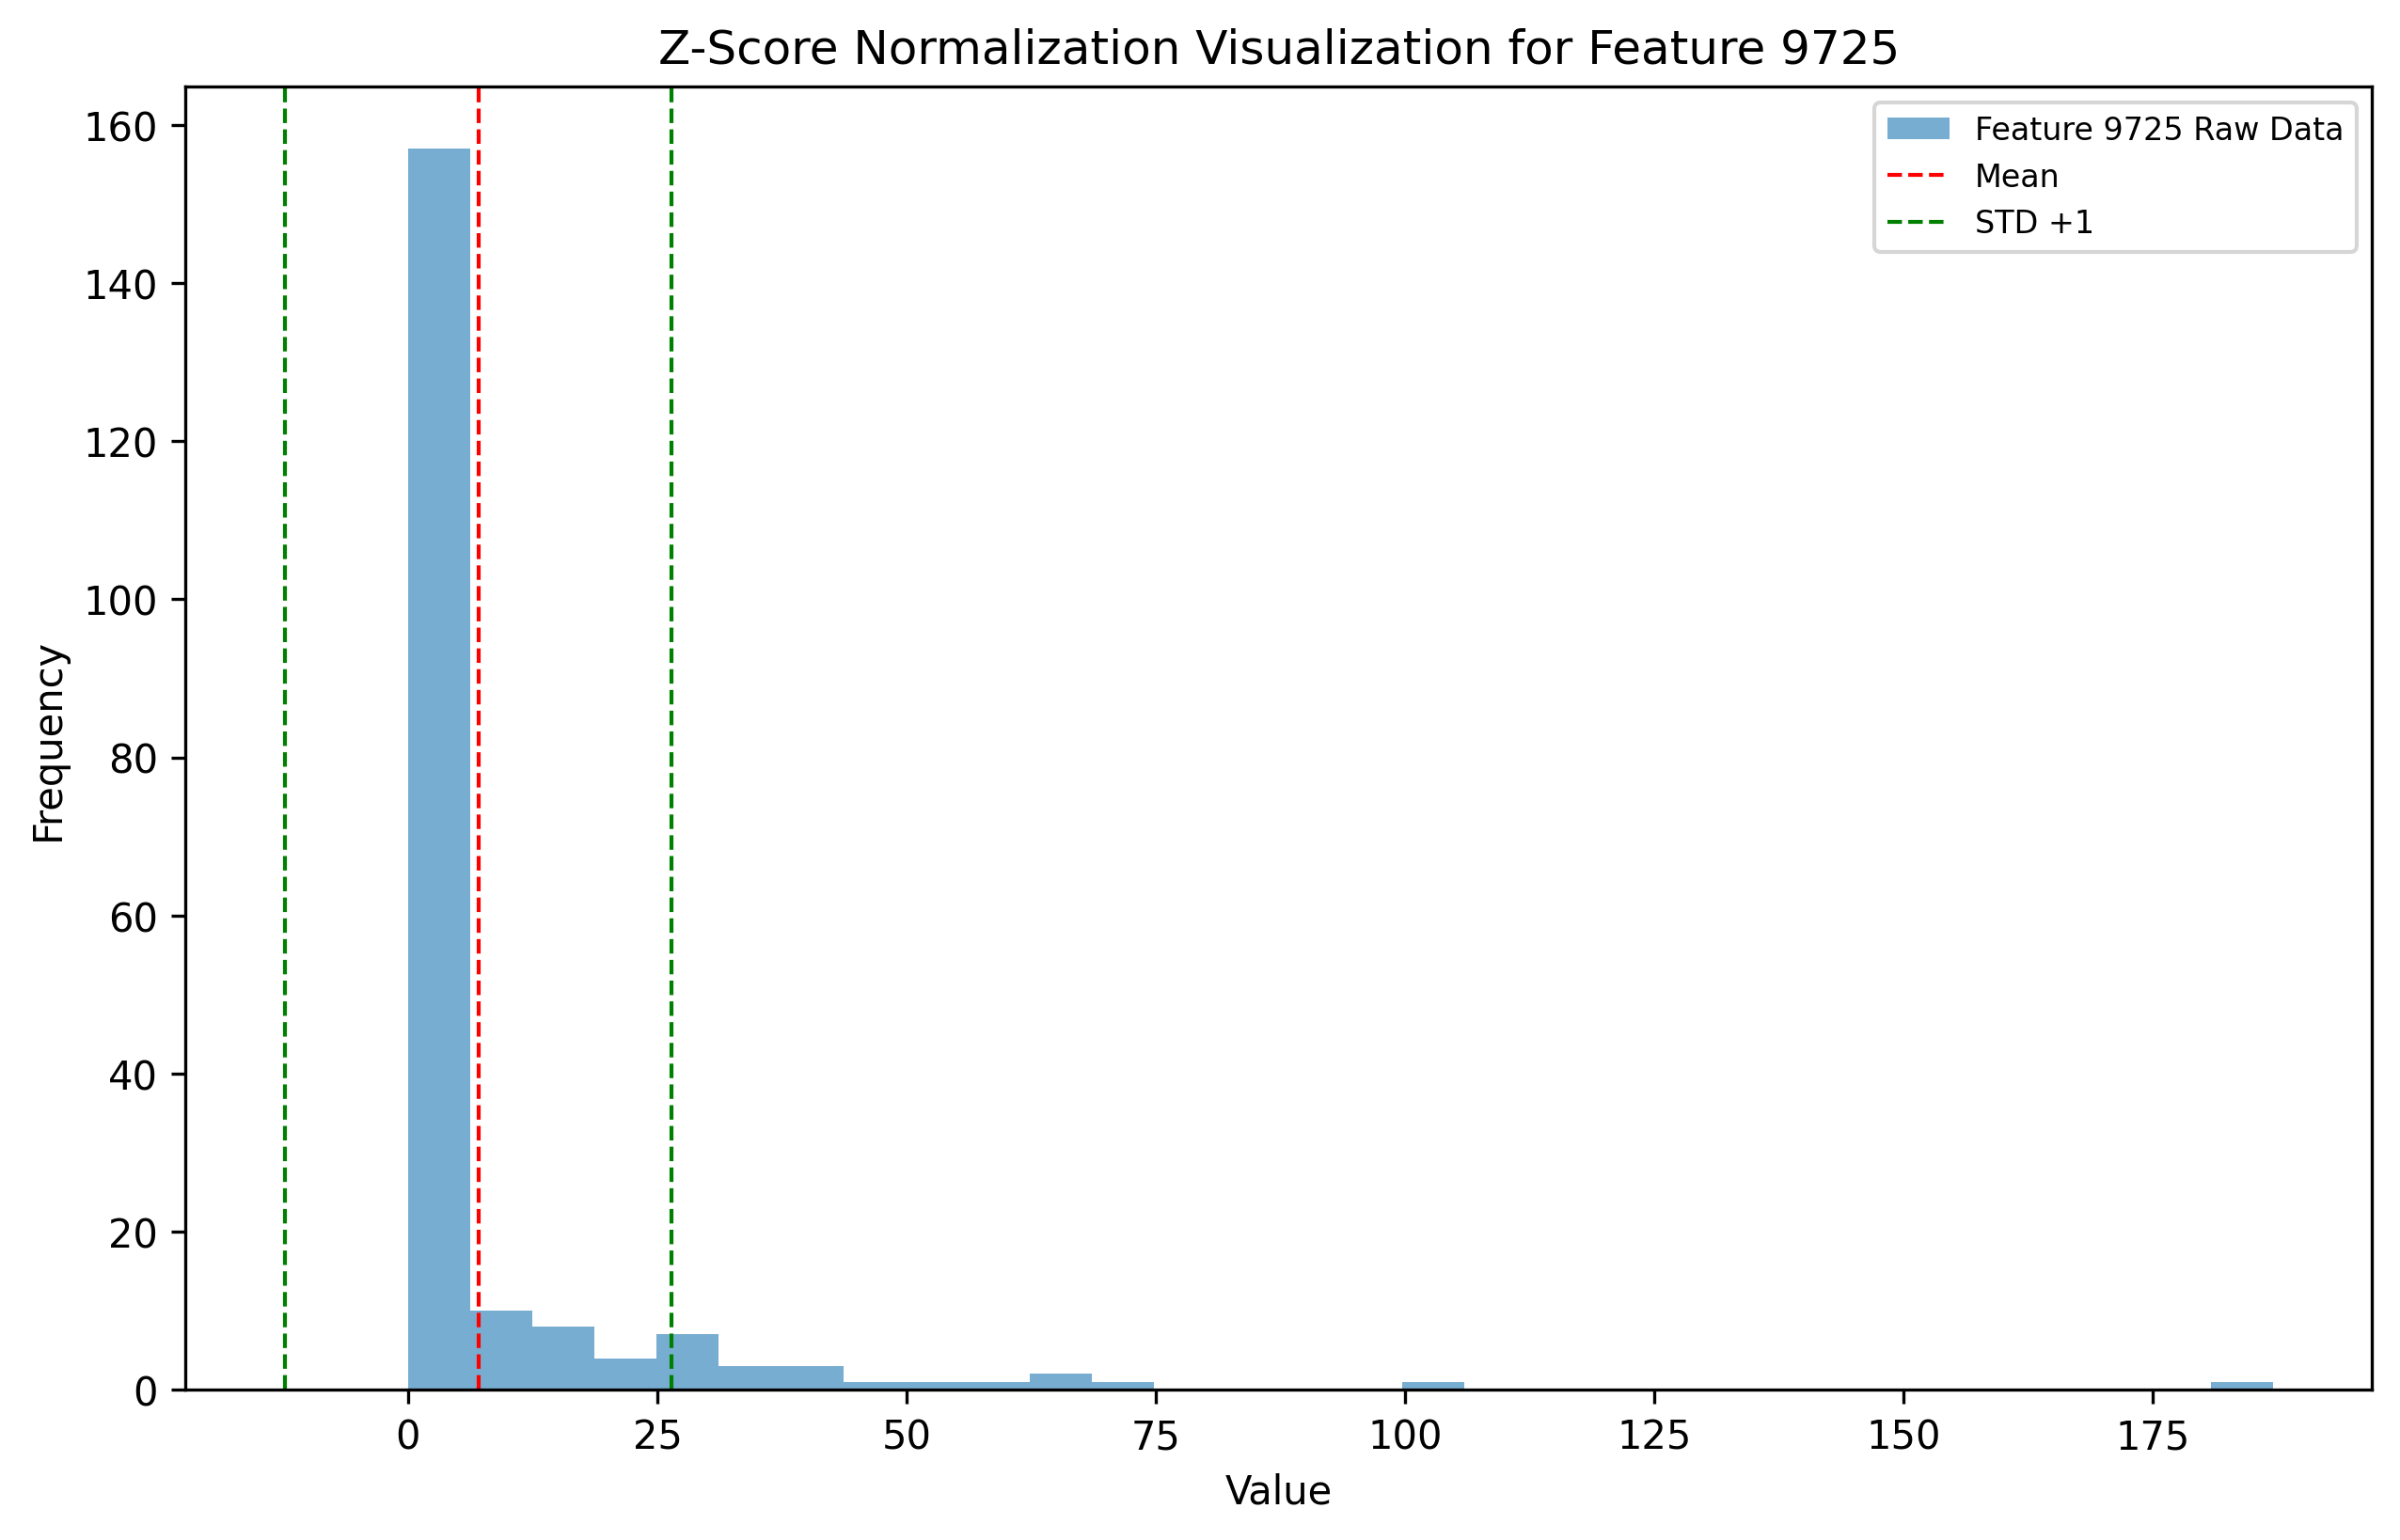 Z-Score Normalization Visualization for Feature 9725
Feature 9725 Raw Data
Mean
STD +1
160
140
120
100
80
60
40
20
0
Frequency
0 25 50 75 100 125 150 175
Value